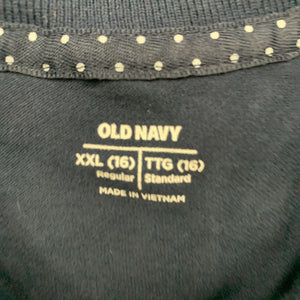 OLD NAVY
XXL (16) | TTG (16)
Regular | Standard
MADE IN VIETNAM